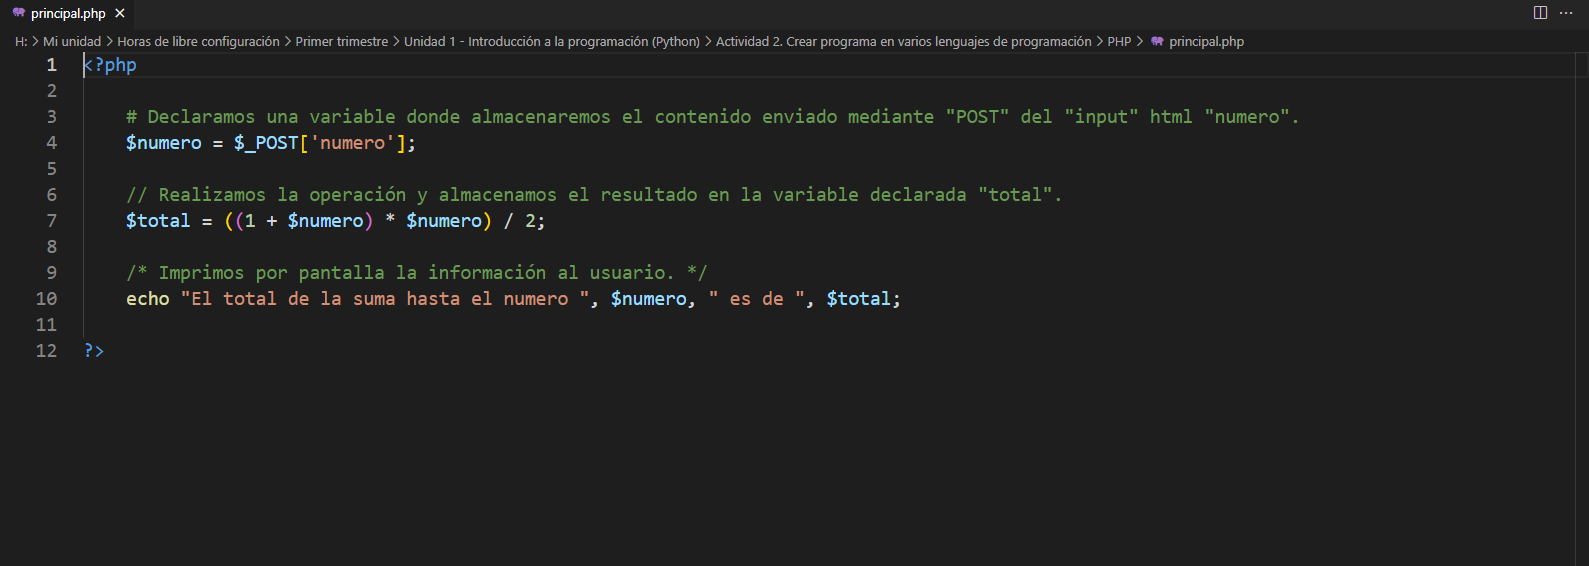 principal.php
H: > Mi unidad > Horas de libre configuración > Primer trimestre > Unidad 1 - Introducción a la programación (Python) > Actividad 2. Crear programa en varios lenguajes de programación > PHP > principal.php
1 <?php
2
3     # Declaramos una variable donde almacenaremos el contenido enviado mediante "POST" del "input" html "numero".
4     $numero = $_POST['numero'];
5
6     // Realizamos la operación y almacenamos el resultado en la variable declarada "total".
7     $total = ((1 + $numero) * $numero) / 2;
8
9     /* Imprimos por pantalla la información al usuario. */
10     echo "El total de la suma hasta el numero ", $numero, " es de ", $total;
11
12 ?>